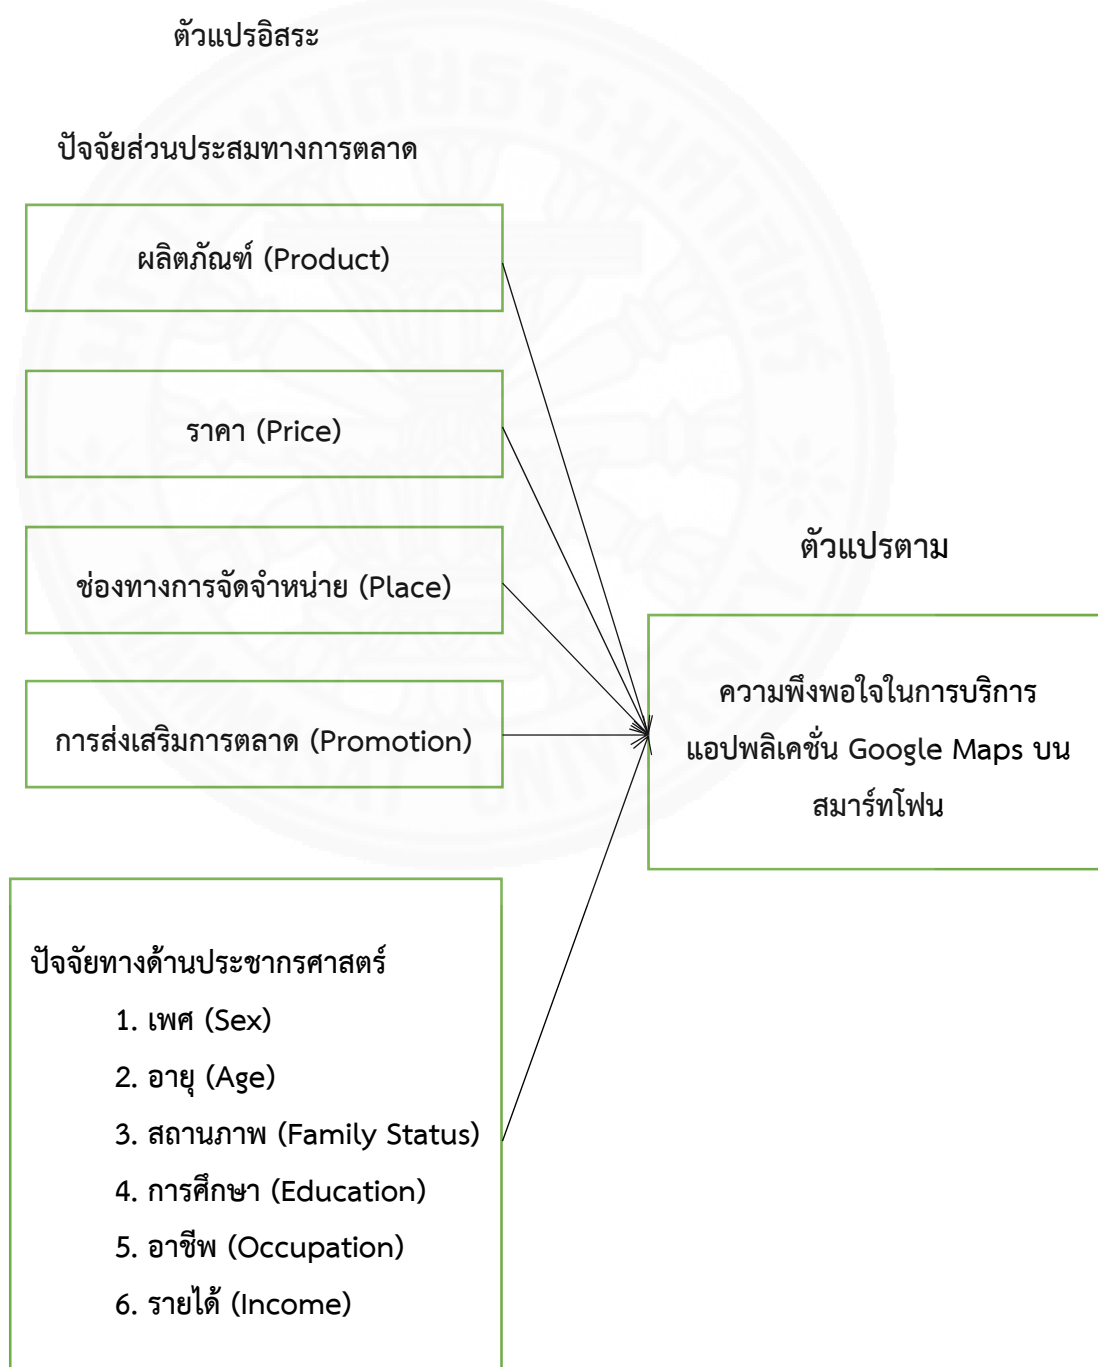 ตัวแปรอิสระ
ปัจจัยส่วนประสมทางการตลาด
ผลิตภัณฑ์ (Product)
ราคา (Price)
ช่องทางการจัดจำหน่าย (Place)
การส่งเสริมการตลาด (Promotion)
ปัจจัยทางด้านประชากรศาสตร์
1. เพศ (Sex)
2. อายุ (Age)
3. สถานภาพ (Family Status)
4. การศึกษา (Education)
5. อาชีพ (Occupation)
6. รายได้ (Income)
ตัวแปรตาม
ความพึงพอใจในการบริการ
แอปพลิเคชั่น Google Maps บน
สมาร์ทโฟน